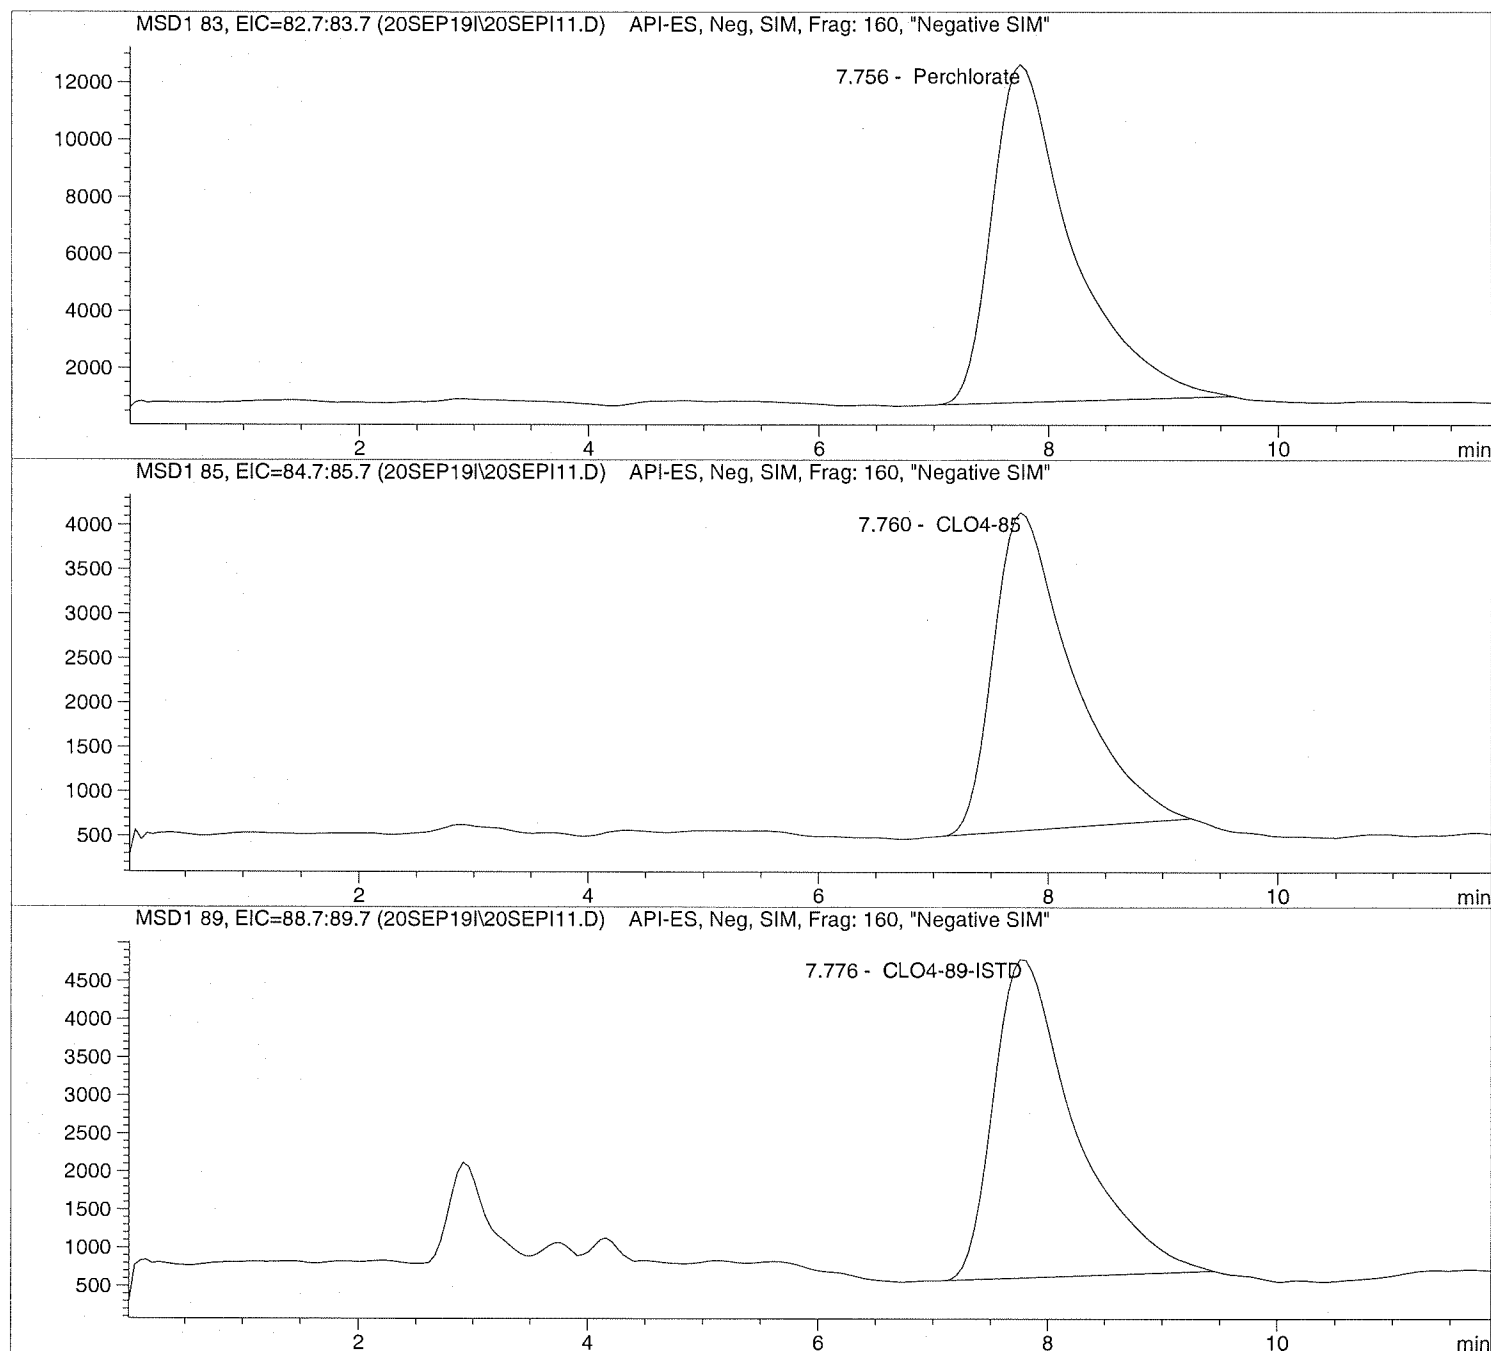 MSD1 83, EIC=82.7:83.7 (20SEP19I\20SEPI11.D) API-ES, Neg, SIM, Frag: 160, "Negative SIM"
7.756 - Perchlorate
12000
10000
8000
6000
4000
2000
2 4 6 8 10 min
MSD1 85, EIC=84.7:85.7 (20SEP19I\20SEPI11.D) API-ES, Neg, SIM, Frag: 160, "Negative SIM"
7.760 - CLO4-85
4000
3500
3000
2500
2000
1500
1000
500
2 4 6 8 10 min
MSD1 89, EIC=88.7:89.7 (20SEP19I\20SEPI11.D) API-ES, Neg, SIM, Frag: 160, "Negative SIM"
7.776 - CLO4-89-ISTD
4500
4000
3500
3000
2500
2000
1500
1000
500
2 4 6 8 10 min